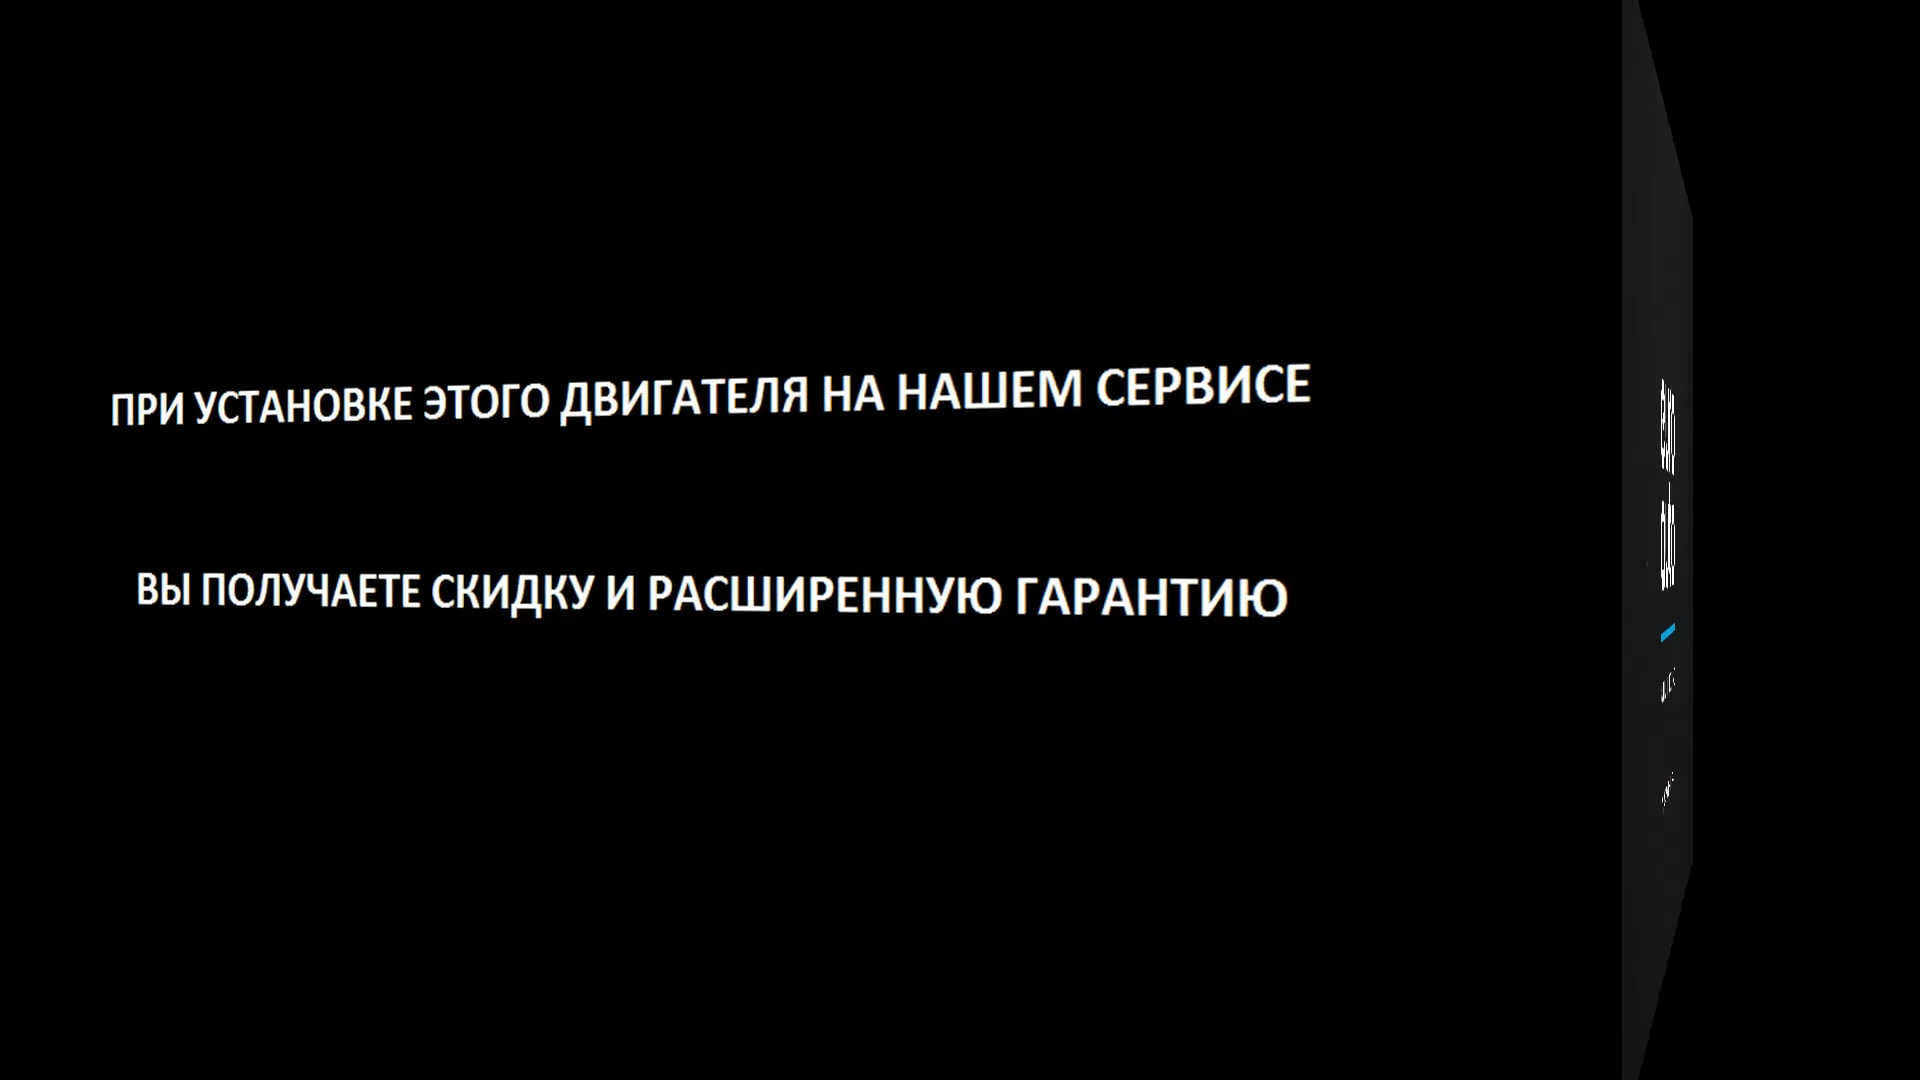 ПРИ УСТАНОВКЕ ЭТОГО ДВИГАТЕЛЯ НА НАШЕМ СЕРВИСЕ
ВЫ ПОЛУЧАЕТЕ СКИДКУ И РАСШИРЕННУЮ ГАРАНТИЮ